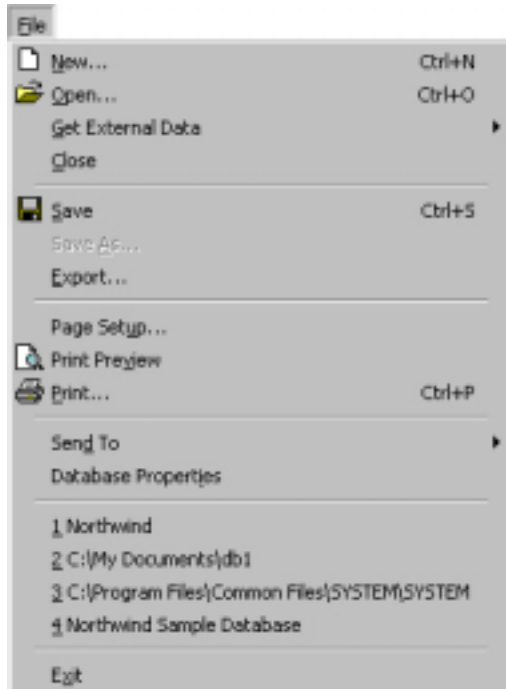 File
New... Ctrl+N
Open... Ctrl+O
Get External Data
Close
Save Ctrl+S
Save As...
Export...
Page Setup...
Print Preview
Print... Ctrl+P
Send To
Database Properties
1 Northwind
2 C:\My Documents\db1
3 C:\Program Files\Common Files\SYSTEM\SYSTEM
4 Northwind Sample Database
Exit